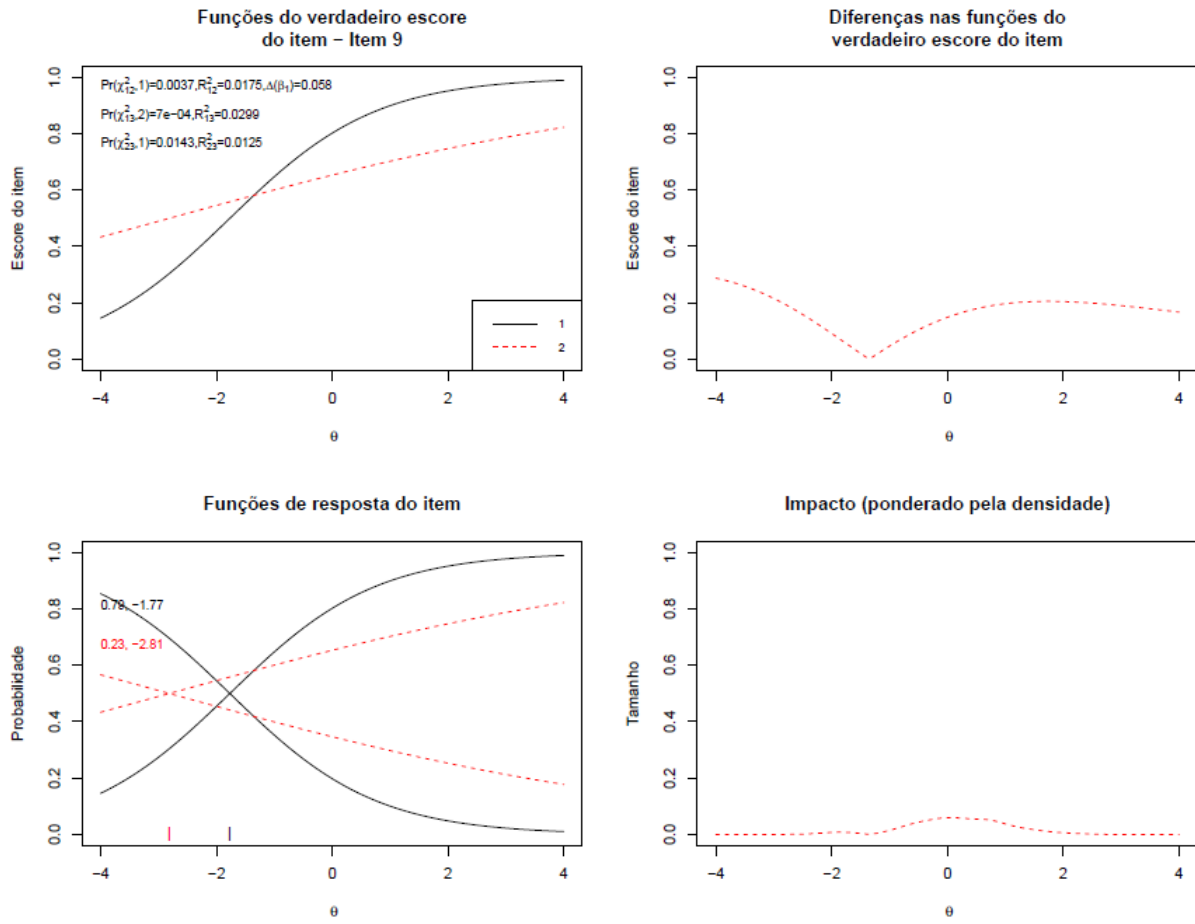 Funções do verdadeiro escore
do item − Item 9
Pr(χ²₁₂,1)=0.0037,R²₁₂=0.0175,Δ(β₁)=0.058
Pr(χ²₁₃,2)=7e−04,R²₁₃=0.0299
Pr(χ²₂₃,1)=0.0143,R²₂₃=0.0125
Escore do item
0.0 0.2 0.4 0.6 0.8 1.0
1
2
−4 −2 0 2 4
θ
Diferenças nas funções do
verdadeiro escore do item
Escore do item
0.0 0.2 0.4 0.6 0.8 1.0
−4 −2 0 2 4
θ
Funções de resposta do item
0.79, −1.77
0.23, −2.81
Probabilidade
0.0 0.2 0.4 0.6 0.8 1.0
−4 −2 0 2 4
θ
Impacto (ponderado pela densidade)
Tamanho
0.0 0.2 0.4 0.6 0.8 1.0
−4 −2 0 2 4
θ